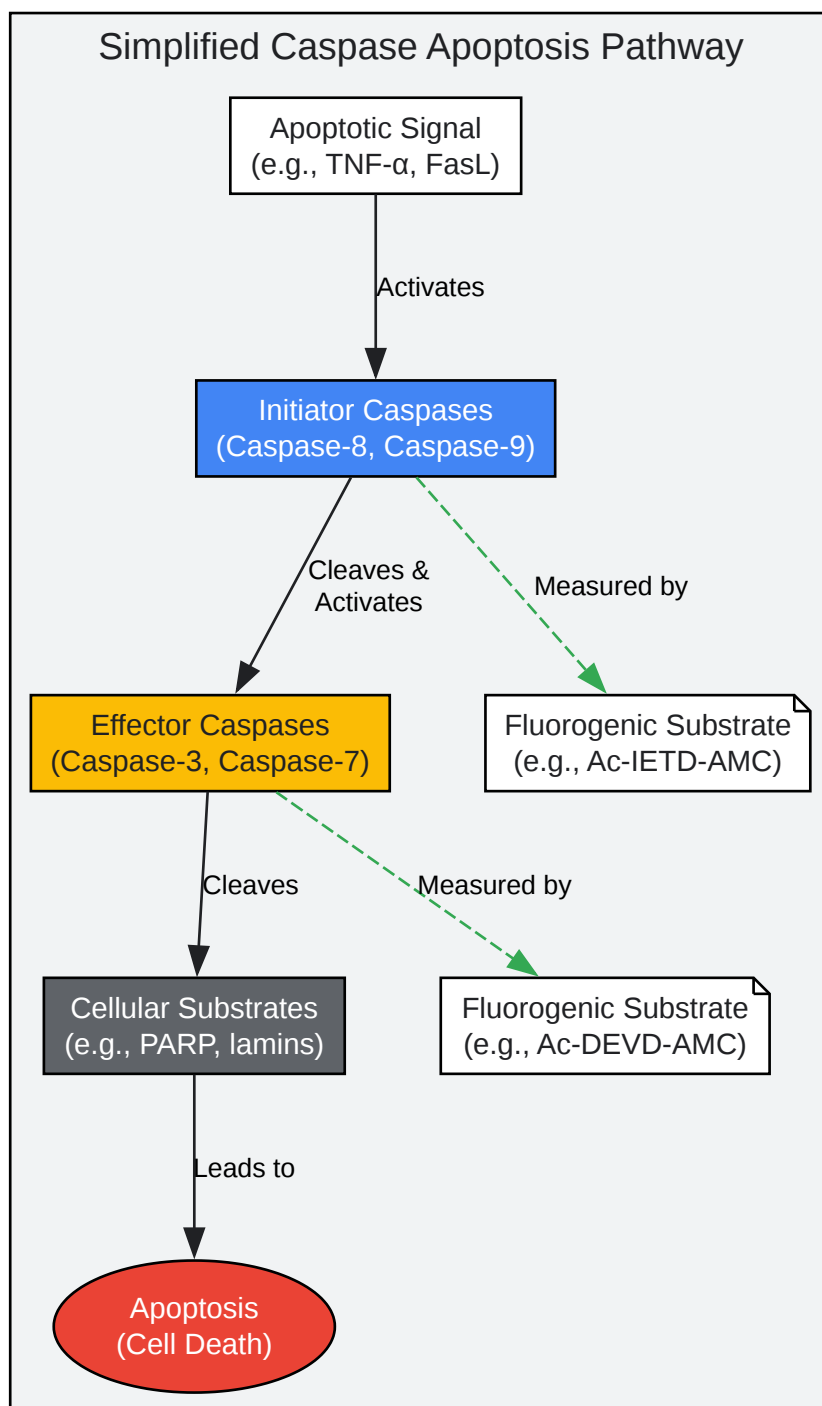 Simplified Caspase Apoptosis Pathway
Apoptotic Signal
(e.g., TNF-α, FasL)
Activates
Initiator Caspases
(Caspase-8, Caspase-9)
Cleaves &
Activates
Measured by
Effector Caspases
(Caspase-3, Caspase-7)
Fluorogenic Substrate
(e.g., Ac-IETD-AMC)
Cleaves
Measured by
Cellular Substrates
(e.g., PARP, lamins)
Fluorogenic Substrate
(e.g., Ac-DEVD-AMC)
Leads to
Apoptosis
(Cell Death)